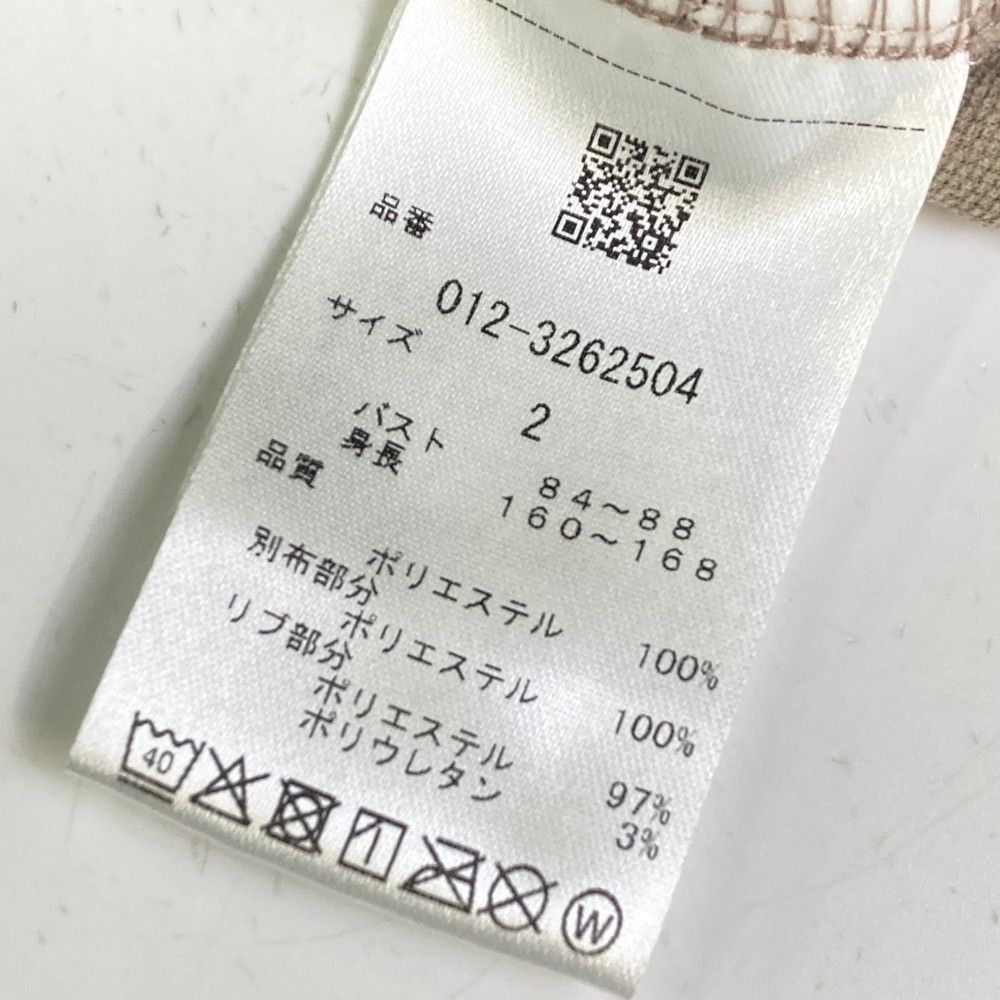 品番
012-3262504
サイズ
2
バスト 84～88
身長 160～168
品質
ポリエステル 100%
別布部分
ポリエステル 100%
リブ部分
ポリエステル 97%
ポリウレタン 3%
40
W